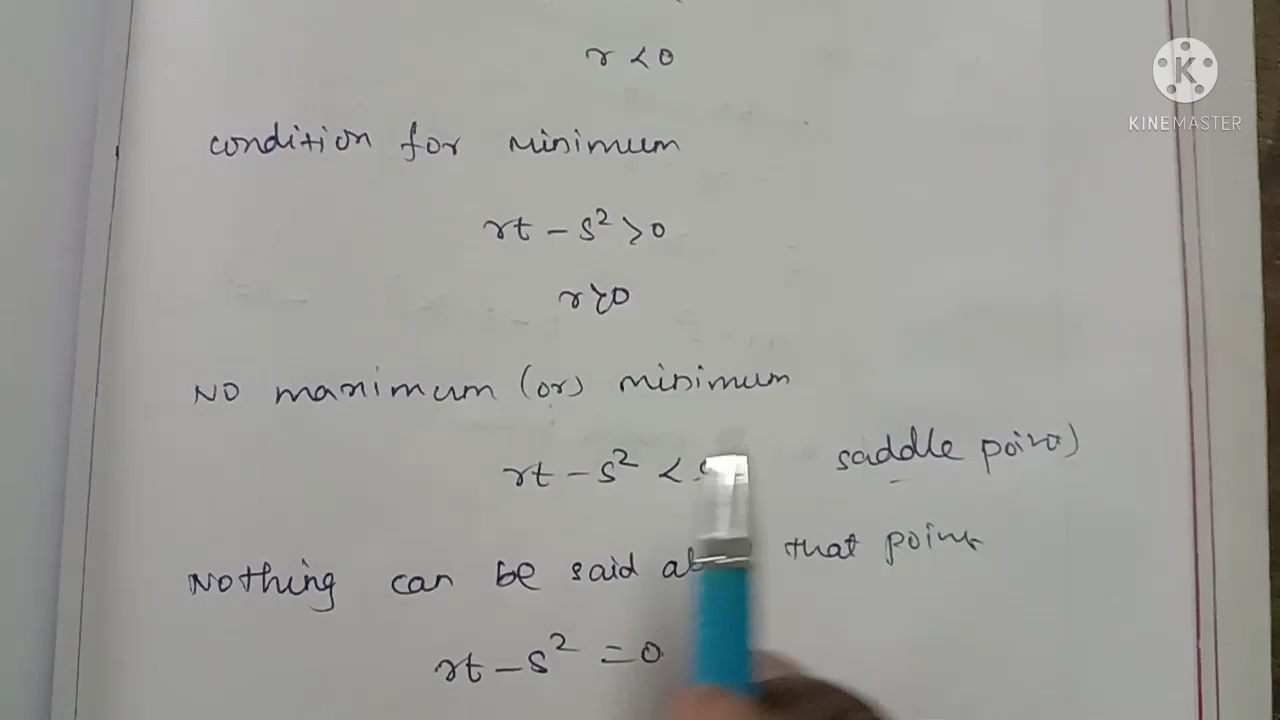 r < 0
KINEMASTER
condition for minimum
rt - s² > 0
r > 0
NO maximum (or) minimum
rt - s² < saddle point)
Nothing can be said that point
rt - s² = 0